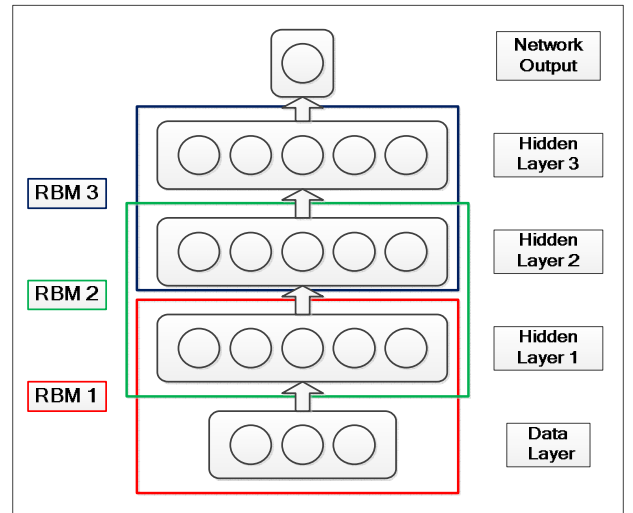 Network
Output
Hidden
Layer 3
RBM 3
Hidden
Layer 2
RBM 2
Hidden
Layer 1
RBM 1
Data
Layer